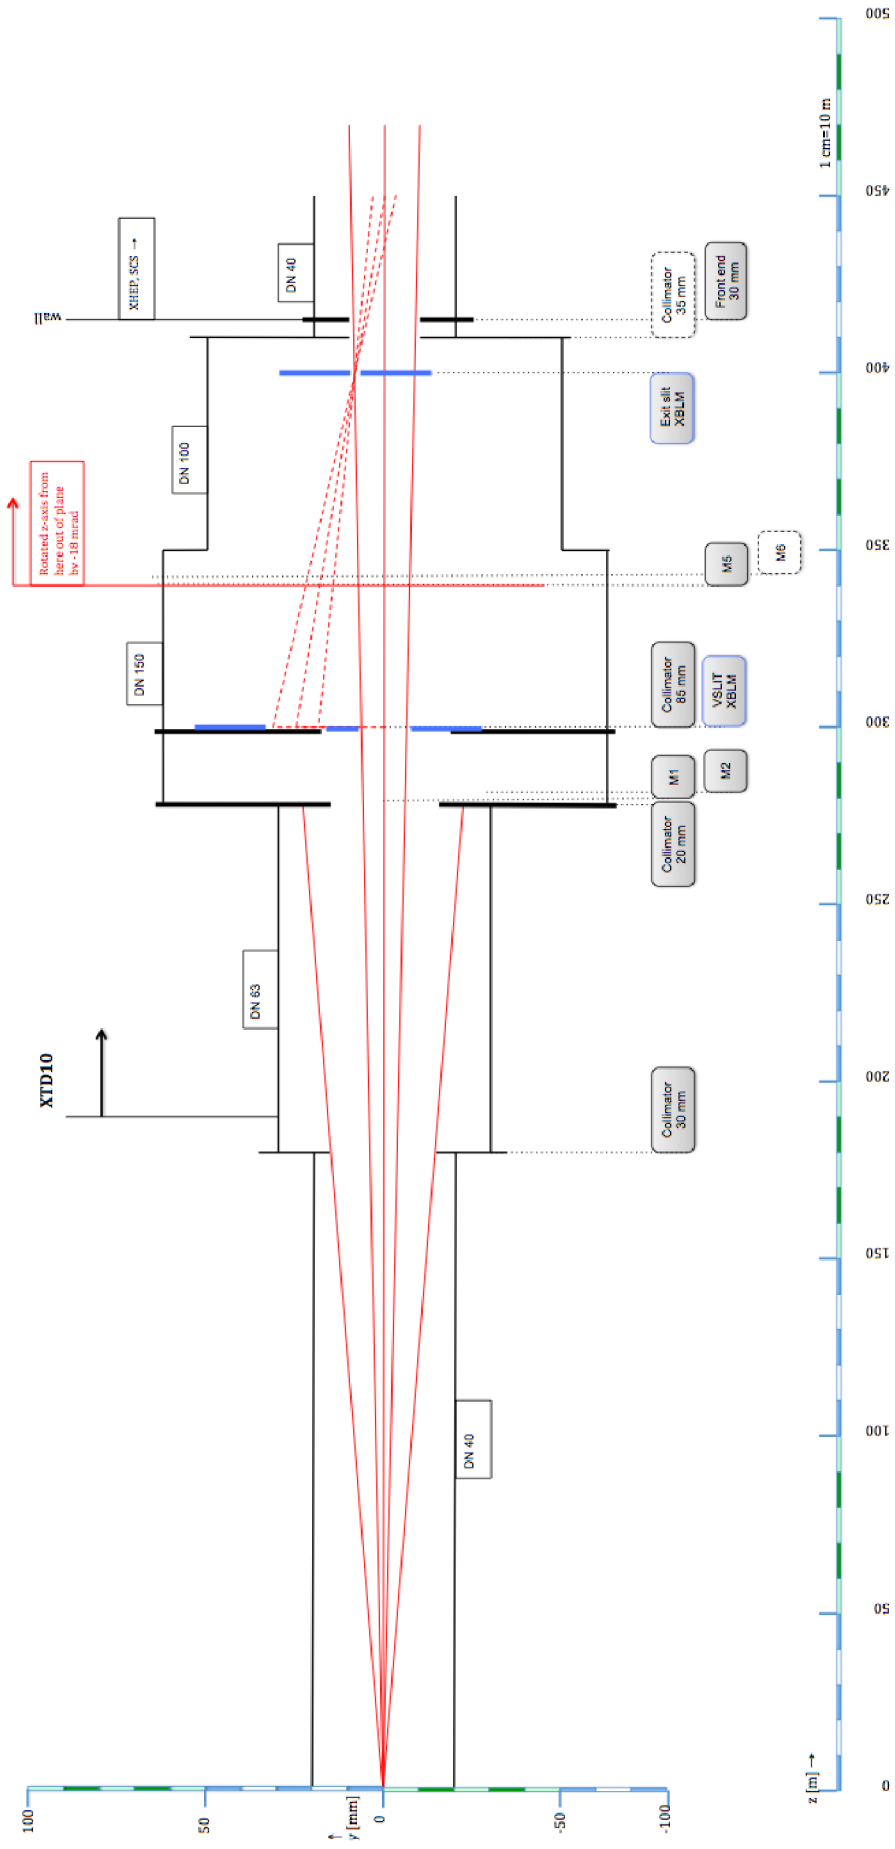 XTD10
wall
XHEP, SCS →
DN 40
DN 100
Rotated z-axis from
here out of plane
by -18 mrad
DN 150
DN 63
DN 40
Collimator
30 mm
Collimator
20 mm
M1
M2
Collimator
85 mm
VSLIT
XBLM
M5
M6
Exit slit
XBLM
Collimator
35 mm
Front end
30 mm
100
50
0
-50
-100
↑
y [mm]
z [m] →
1 cm=10 m
0
50
100
150
200
250
300
350
400
450
500